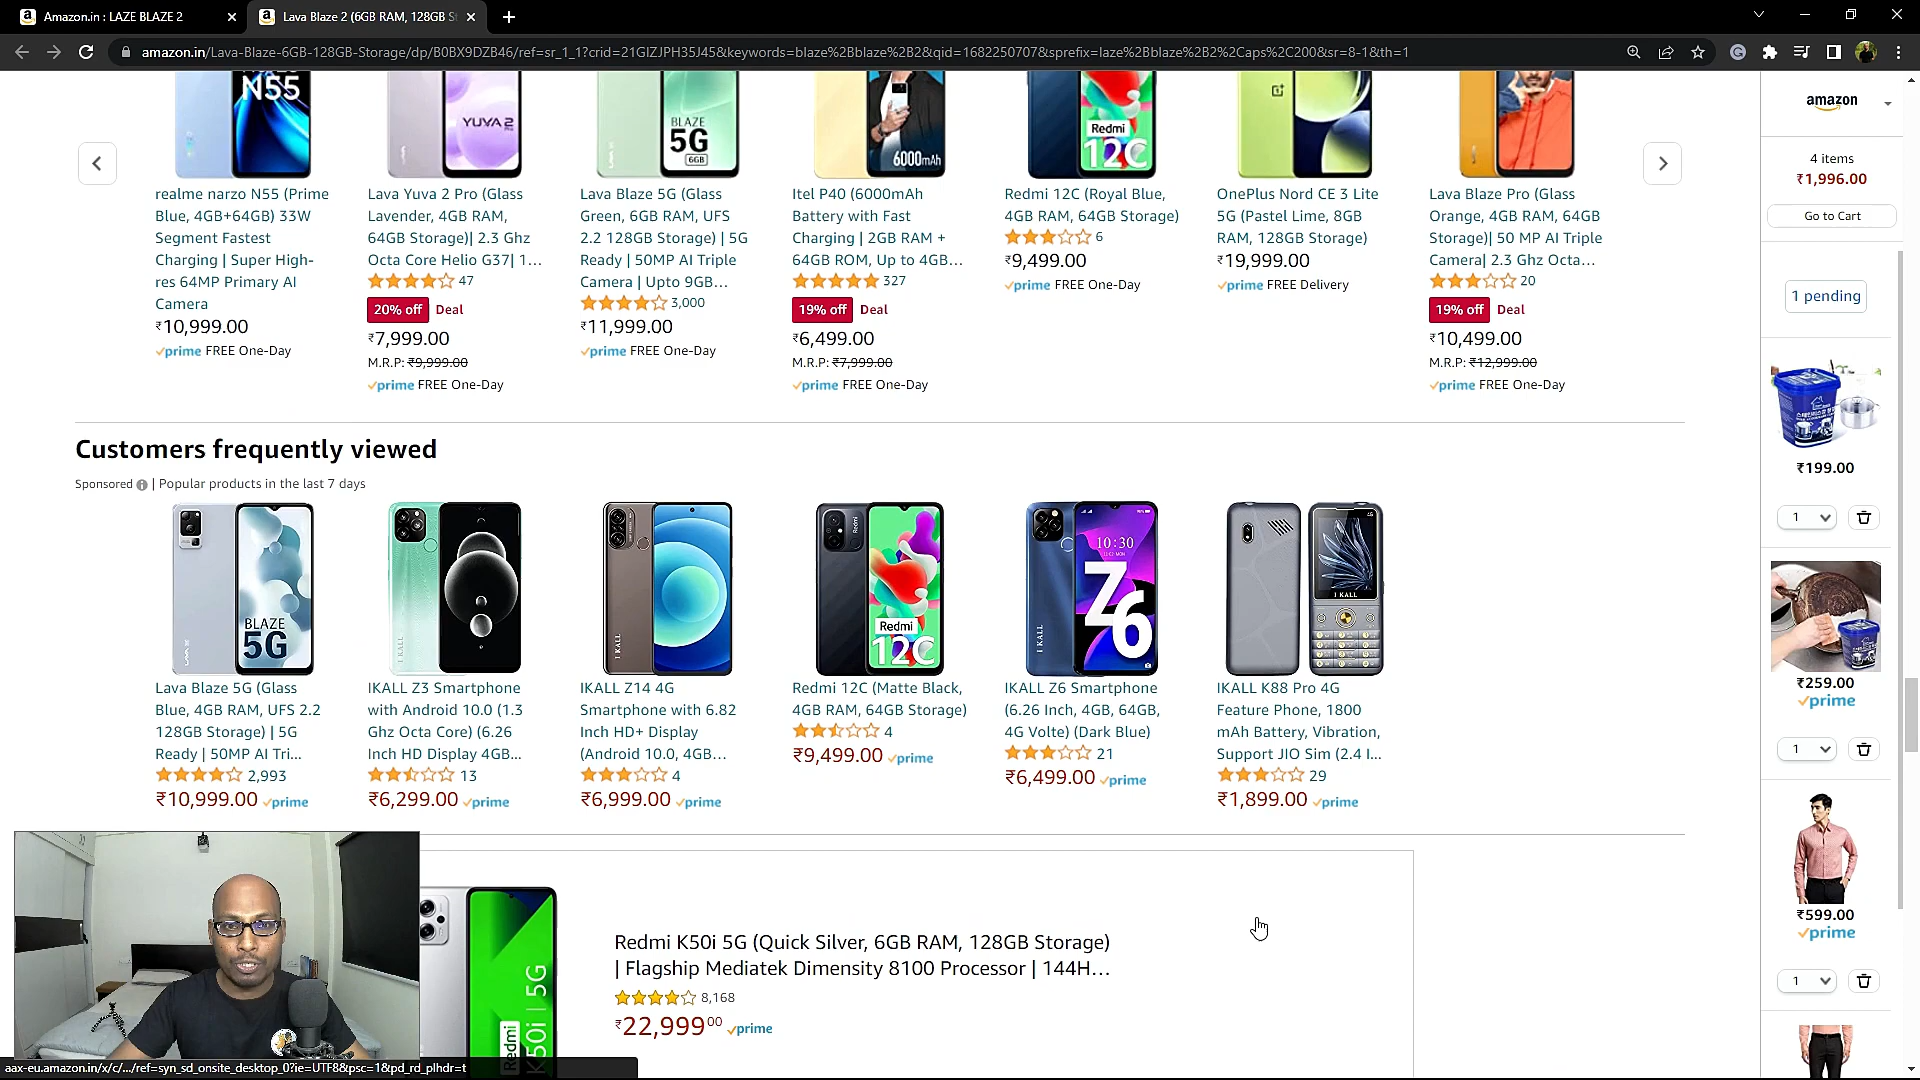 Amazon.in : LAZE BLAZE 2
Lava Blaze 2 (6GB RAM, 128GB St
amazon.in/Lava-Blaze-6GB-128GB-Storage/dp/B0BX9DZB46/ref=sr_1_1?crid=21GIZJPH35J45&keywords=blaze%2Bblaze%2B2&qid=1682250707&sprefix=laze%2Bblaze%2B2%2Caps%2C200&sr=8-1&th=1
N55
YUVA 2
BLAZE
5G
6GB
6000mAh
Redmi
12C
realme narzo N55 (Prime
Blue, 4GB+64GB) 33W
Segment Fastest
Charging | Super High-
res 64MP Primary AI
Camera
₹10,999.00
prime FREE One-Day
Lava Yuva 2 Pro (Glass
Lavender, 4GB RAM,
64GB Storage)| 2.3 Ghz
Octa Core Helio G37| 1...
47
20% off Deal
₹7,999.00
M.R.P: ₹9,999.00
prime FREE One-Day
Lava Blaze 5G (Glass
Green, 6GB RAM, UFS
2.2 128GB Storage) | 5G
Ready | 50MP AI Triple
Camera | Upto 9GB...
3,000
₹11,999.00
prime FREE One-Day
Itel P40 (6000mAh
Battery with Fast
Charging | 2GB RAM +
64GB ROM, Up to 4GB...
327
19% off Deal
₹6,499.00
M.R.P: ₹7,999.00
prime FREE One-Day
Redmi 12C (Royal Blue,
4GB RAM, 64GB Storage)
6
₹9,499.00
prime FREE One-Day
OnePlus Nord CE 3 Lite
5G (Pastel Lime, 8GB
RAM, 128GB Storage)
₹19,999.00
prime FREE Delivery
Lava Blaze Pro (Glass
Orange, 4GB RAM, 64GB
Storage)| 50 MP AI Triple
Camera| 2.3 Ghz Octa...
20
19% off Deal
₹10,499.00
M.R.P: ₹12,999.00
prime FREE One-Day
Customers frequently viewed
Sponsored | Popular products in the last 7 days
BLAZE
5G
I KALL
I KALL
Redmi
Redmi
12C
I KALL
10:30
Z6
I KALL
Lava Blaze 5G (Glass
Blue, 4GB RAM, UFS 2.2
128GB Storage) | 5G
Ready | 50MP AI Tri...
2,993
₹10,999.00 prime
IKALL Z3 Smartphone
with Android 10.0 (1.3
Ghz Octa Core) (6.26
Inch HD Display 4GB...
13
₹6,299.00 prime
IKALL Z14 4G
Smartphone with 6.82
Inch HD+ Display
(Android 10.0, 4GB...
4
₹6,999.00 prime
Redmi 12C (Matte Black,
4GB RAM, 64GB Storage)
4
₹9,499.00 prime
IKALL Z6 Smartphone
(6.26 Inch, 4GB, 64GB,
4G Volte) (Dark Blue)
21
₹6,499.00 prime
IKALL K88 Pro 4G
Feature Phone, 1800
mAh Battery, Vibration,
Support JIO Sim (2.4 I...
29
₹1,899.00 prime
Redmi
K50i | 5G
Redmi K50i 5G (Quick Silver, 6GB RAM, 128GB Storage)
| Flagship Mediatek Dimensity 8100 Processor | 144H...
8,168
₹22,999⁰⁰ prime
aax-eu.amazon.in/x/c/.../ref=syn_sd_onsite_desktop_0?ie=UTF8&psc=1&pd_rd_plhdr=t
amazon
4 items
₹1,996.00
Go to Cart
1 pending
₹199.00
1
₹259.00
prime
1
₹599.00
prime
1